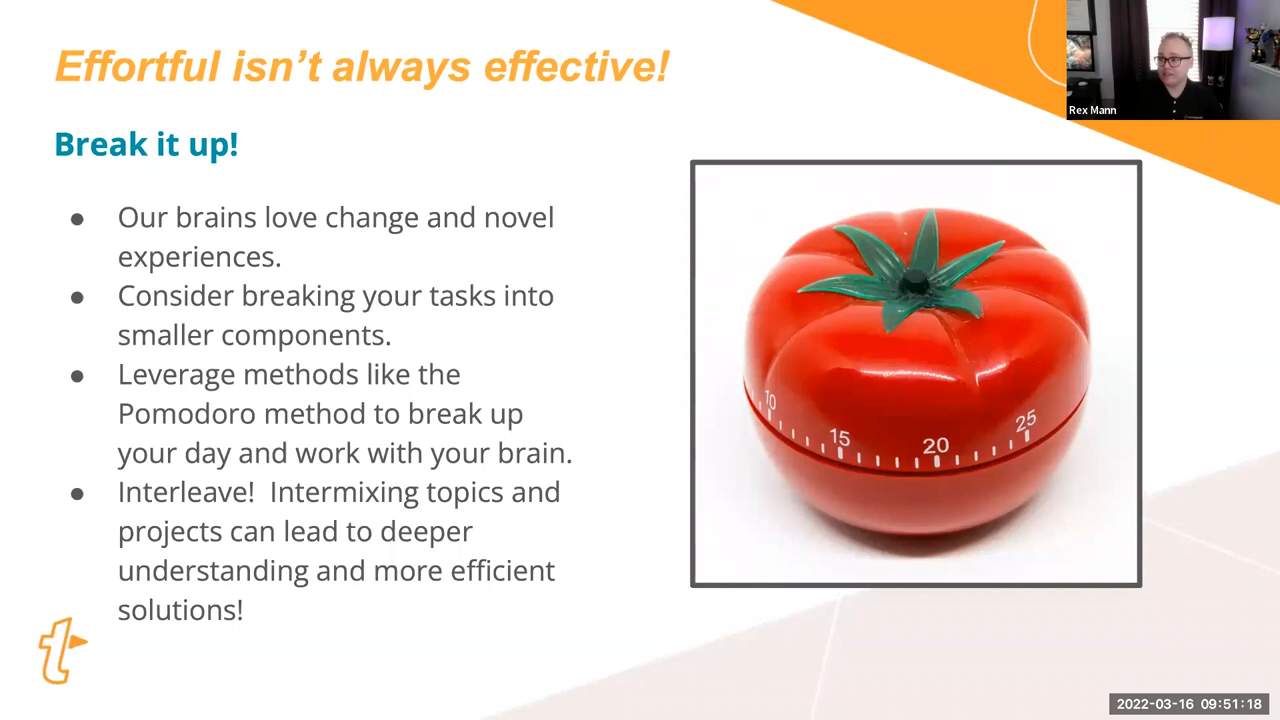 Effortful isn’t always effective!
Rex Mann
Break it up!
● Our brains love change and novel
experiences.
● Consider breaking your tasks into
smaller components.
● Leverage methods like the
Pomodoro method to break up
your day and work with your brain.
● Interleave!  Intermixing topics and
projects can lead to deeper
understanding and more efficient
solutions!
10
15
20
25
t
2022-03-16 09:51:18